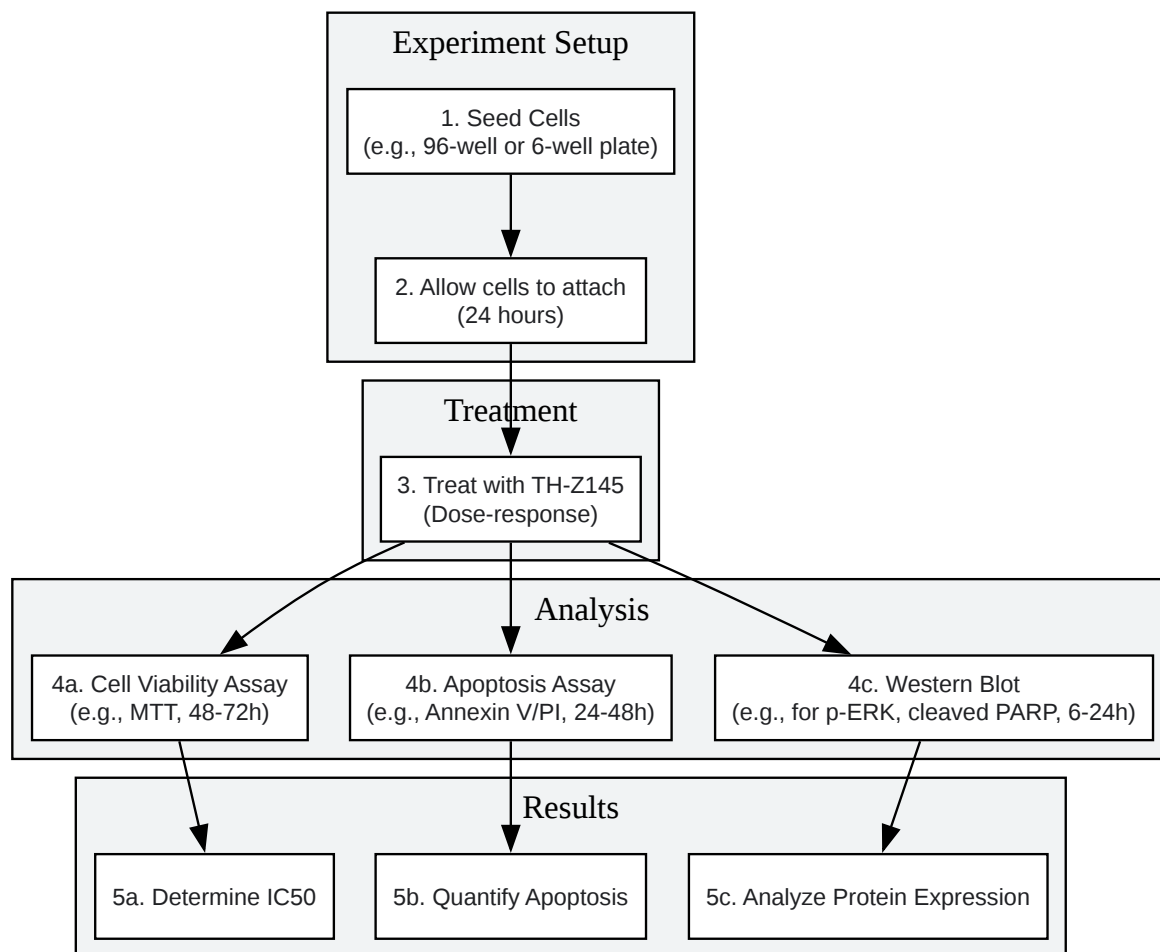 Experiment Setup
1. Seed Cells
(e.g., 96-well or 6-well plate)
2. Allow cells to attach
(24 hours)
Treatment
3. Treat with TH-Z145
(Dose-response)
Analysis
4a. Cell Viability Assay
(e.g., MTT, 48-72h)
4b. Apoptosis Assay
(e.g., Annexin V/PI, 24-48h)
4c. Western Blot
(e.g., for p-ERK, cleaved PARP, 6-24h)
Results
5a. Determine IC50
5b. Quantify Apoptosis
5c. Analyze Protein Expression